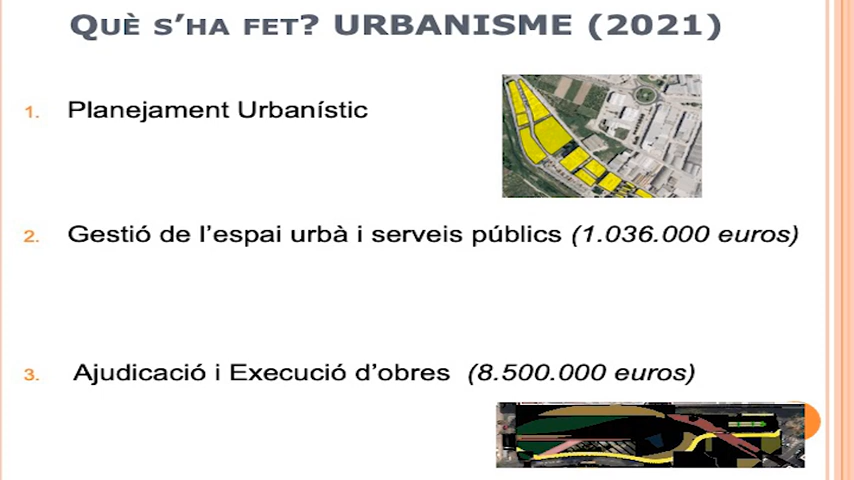 QUÈ S'HA FET? URBANISME (2021)
1. Planejament Urbanístic
2. Gestió de l'espai urbà i serveis públics (1.036.000 euros)
3. Ajudicació i Execució d'obres (8.500.000 euros)